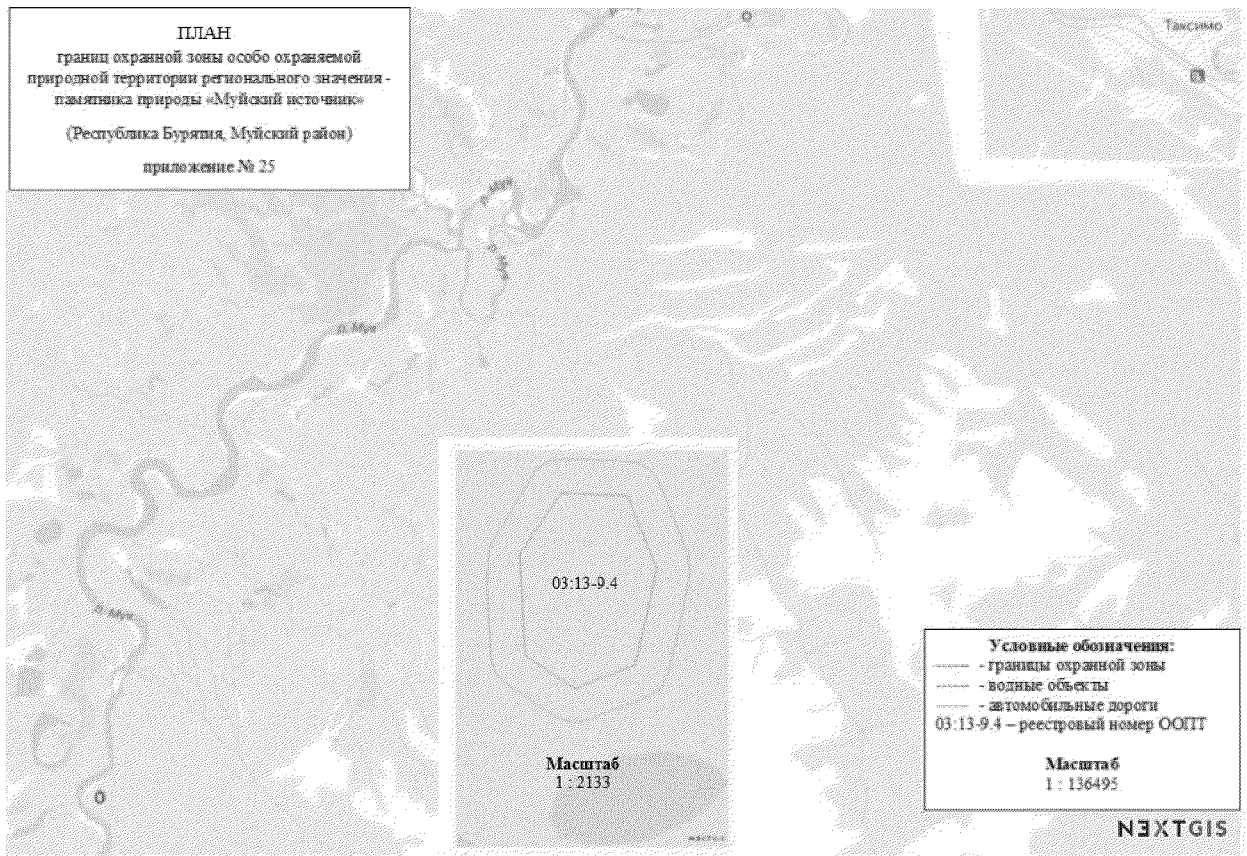 ПЛАН
границ охранной зоны особо охраняемой
природной территории регионального значения -
памятника природы «Муйский источник»
(Республика Бурятия, Муйский район)
приложение № 25
Таксимо
р. Муя
р. Муя
р. Муя
р. Муя
03:13-9.4
Масштаб
1 : 2133
NEXTGIS
Условные обозначения:
- границы охранной зоны
- водные объекты
- автомобильные дороги
03:13-9.4 – реестровый номер ООПТ
Масштаб
1 : 136495
NEXTGIS